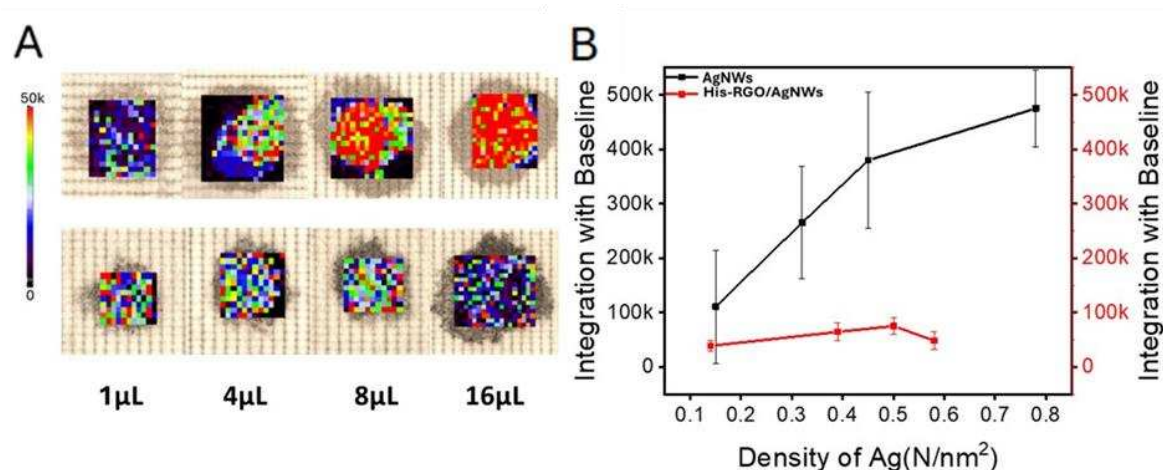 A
50k
0
1µL
4µL
8µL
16µL
B
AgNWs
His-RGO/AgNWs
500k
400k
300k
200k
100k
0
Integration with Baseline
500k
400k
300k
200k
100k
0
Integration with Baseline
0.1 0.2 0.3 0.4 0.5 0.6 0.7 0.8
Density of Ag(N/nm²)